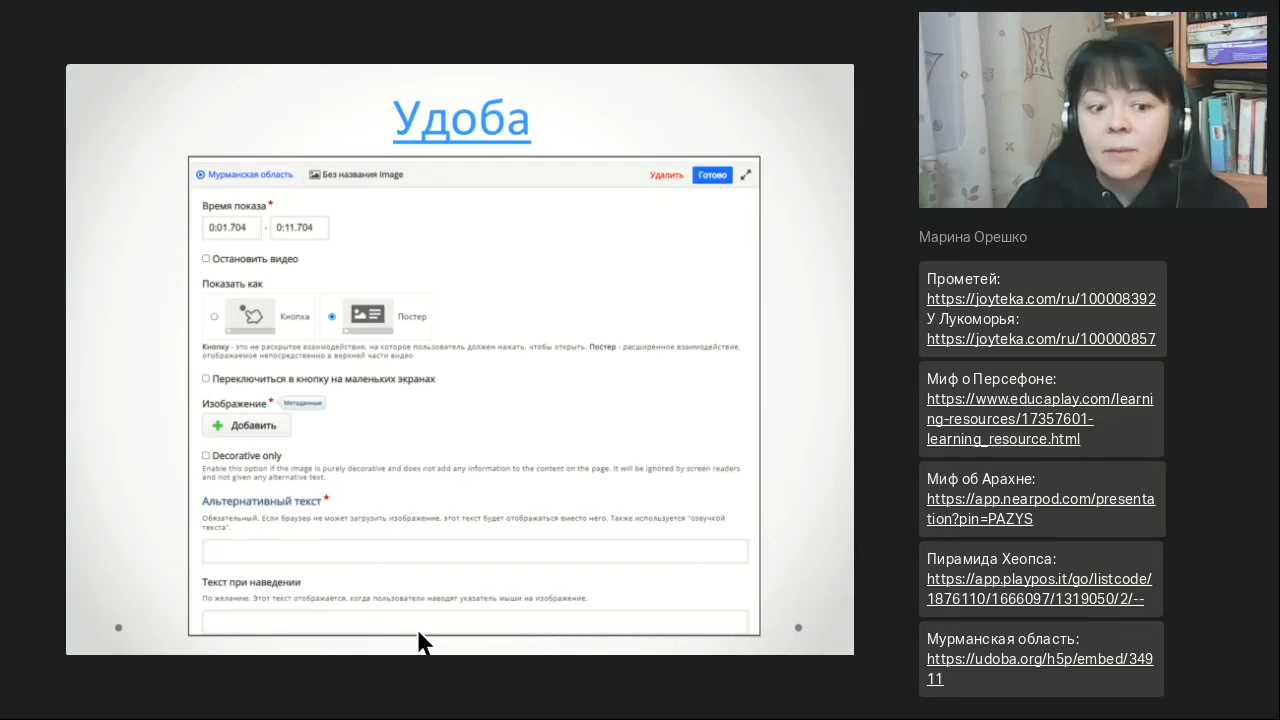 Удоба
Мурманская область
Без названия Image
Удалить
Готово
Время показа *
0:01.704 - 0:11.704
Остановить видео
Показать как
Кнопка
Постер
Кнопку - это не раскрытое взаимодействие, на которое пользователь должен нажать, чтобы открыть. Постер - расширенное взаимодействие,
отображаемое непосредственно в верхней части видео
Переключиться в кнопку на маленьких экранах
Изображение * Метаданные
Добавить
Decorative only
Enable this option if the image is purely decorative and does not add any information to the content on the page. It will be ignored by screen readers
and not given any alternative text.
Альтернативный текст *
Обязательный. Если браузер не может загрузить изображение, этот текст будет отображаться вместо него. Также используется "озвучкой
текста".
Текст при наведении
По желанию. Этот текст отображается, когда пользователи наводят указатель мыши на изображение.
Марина Орешко
Прометей:
https://joyteka.com/ru/100008392
У Лукоморья:
https://joyteka.com/ru/100000857
Миф о Персефоне:
https://www.educaplay.com/learni
ng-resources/17357601-
learning_resource.html
Миф об Арахне:
https://app.nearpod.com/presenta
tion?pin=PAZYS
Пирамида Хеопса:
https://app.playpos.it/go/listcode/
1876110/1666097/1319050/2/--
Мурманская область:
https://udoba.org/h5p/embed/349
11